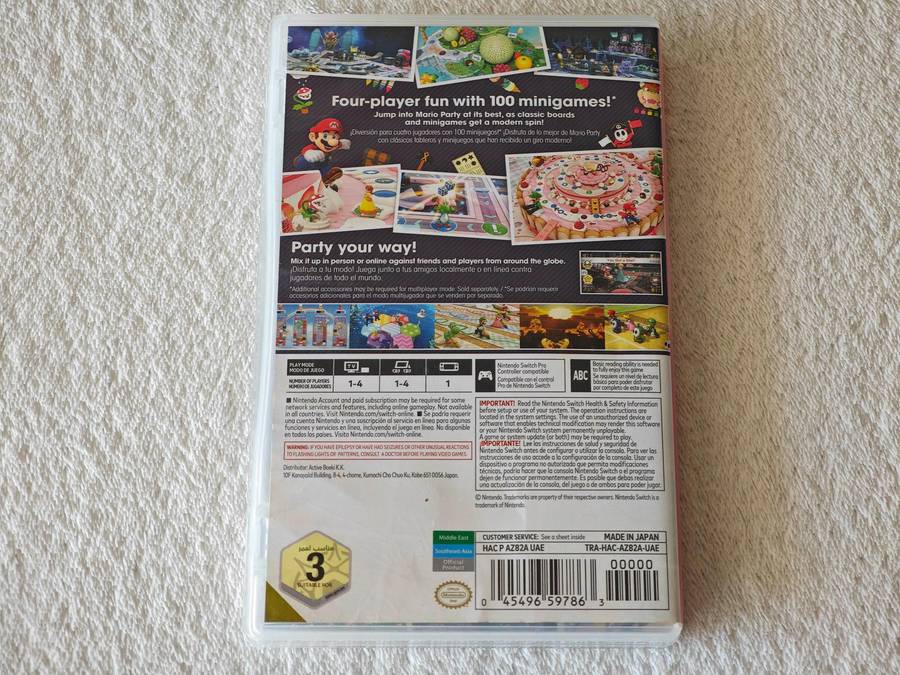 Four-player fun with 100 minigames!*
Jump into Mario Party at its best, as classic boards
and minigames get a modern spin!
¡Diversión para cuatro jugadores con 100 minijuegos!* ¡Disfruta de lo mejor de Mario Party
con clásicos tableros y minijuegos que han recibido un giro moderno!
Party your way!
Mix it up in person or online against friends and players from around the globe.
¡Disfruta a tu modo! Juega junto a tus amigos localmente o en línea contra
jugadores de todo el mundo.
*Additional accessories may be required for multiplayer mode. Sold separately. / *Se podrían requerir
accesorios adicionales para el modo multijugador que se venden por separado.
You Got a Star!
PLAY MODE
MODO DE JUEGO
TV
NUMBER OF PLAYERS
NÚMERO DE JUGADORES
1-4
1-4
1
Nintendo Switch Pro
Controller compatible
Compatible con el control
Pro de Nintendo Switch
ABC
Basic reading ability is needed
to fully enjoy this game
Se requiere un nivel de lectura
básico para poder disfrutar
por completo de este juego
■ Nintendo Account and paid subscription may be required for some
network services and features, including online gameplay. Not available
in all countries. Visit Nintendo.com/switch-online. ■ Se podría requerir
una cuenta Nintendo y una suscripción al servicio en línea para algunas
funciones y servicios en línea, incluyendo el juego en línea. No disponible
en todos los países. Visita Nintendo.com/switch-online.
WARNING: IF YOU HAVE EPILEPSY OR HAVE HAD SEIZURES OR OTHER UNUSUAL REACTIONS
TO FLASHING LIGHTS OR PATTERNS, CONSULT A DOCTOR BEFORE PLAYING VIDEO GAMES.
Distributor: Active Boeki K.K.
10F Kanayald Building, 8-4, 4-chome, Kumochi Cho Chuo Ku, Kobe 651 0056 Japan.
IMPORTANT! Read the Nintendo Switch Health & Safety Information
before setup or use of your system. The operation instructions are
located in the system settings. The use of an unauthorized device or
software that enables technical modification may render this software
or your Nintendo Switch system permanently unplayable.
A game or system update (or both) may be required to play.
¡IMPORTANTE! Lee las instrucciones de salud y seguridad de
Nintendo Switch antes de configurar o utilizar la consola. Para ver las
instrucciones de uso accede a la configuración de la consola. Usar un
dispositivo o programa no autorizado que permita modificaciones
técnicas, podría hacer que la consola Nintendo Switch o el programa
dejen de funcionar permanentemente. Es posible que debas realizar
una actualización de la consola, del juego o de ambos para poder jugar.
© Nintendo. Trademarks are property of their respective owners. Nintendo Switch is a
trademark of Nintendo.
مناسب لعمر
3
SUITABLE FOR
Middle East
Southeast Asia
Official
Product
Nintendo
CUSTOMER SERVICE: See a sheet inside
MADE IN JAPAN
HAC P AZ82A UAE
TRA-HAC-AZ82A-UAE
00000
0 45496 59786 3